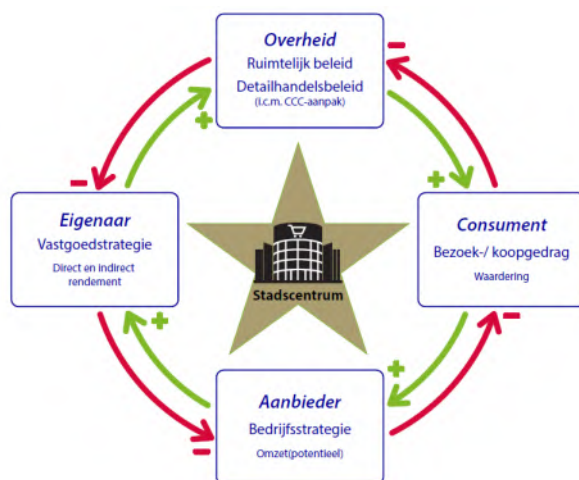 Overheid
Ruimtelijk beleid
Detailhandelsbeleid
(i.c.m. CCC-aanpak)
Eigenaar
Vastgoedstrategie
Direct en indirect
rendement
Stadscentrum
Consument
Bezoek-/ koopgedrag
Waardering
Aanbieder
Bedrijfsstrategie
Omzet(potentieel)